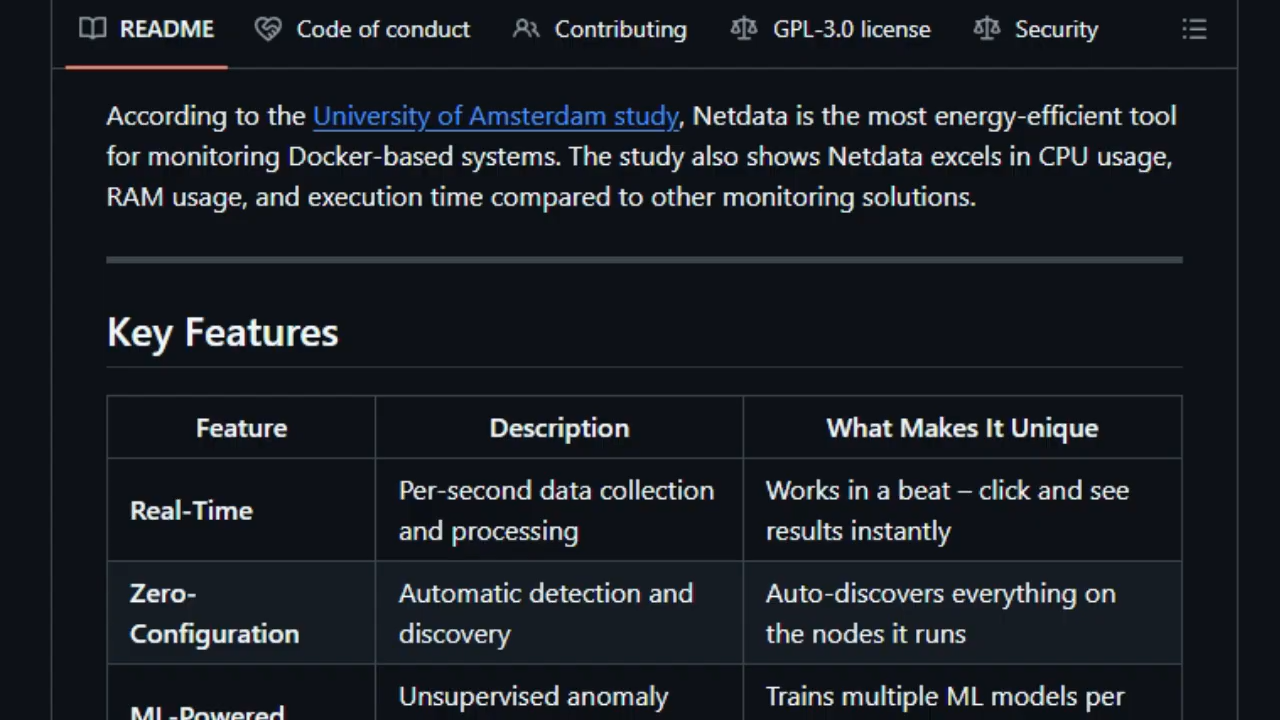 README Code of conduct Contributing GPL-3.0 license Security
According to the University of Amsterdam study, Netdata is the most energy-efficient tool
for monitoring Docker-based systems. The study also shows Netdata excels in CPU usage,
RAM usage, and execution time compared to other monitoring solutions.
Key Features
Feature Description What Makes It Unique
Real-Time
Per-second data collection
and processing
Works in a beat – click and see
results instantly
Zero-
Configuration
Automatic detection and
discovery
Auto-discovers everything on
the nodes it runs
ML-Powered
Unsupervised anomaly
Trains multiple ML models per